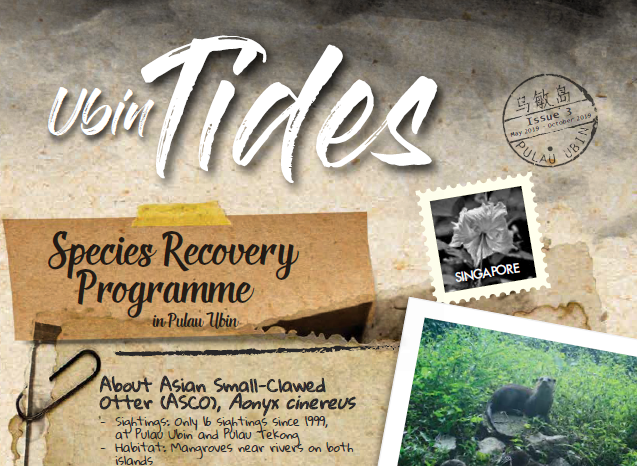 Ubin Tides
乌敏岛
Issue 3
May 2019 - October 2019
PULAU UBIN
SINGAPORE
Species Recovery
Programme
in Pulau Ubin
About Asian Small-Clawed
Otter (ASCO), Aonyx cinereus
- Sightings: Only 16 sightings since 1999,
at Pulau Ubin and Pulau Tekong
- Habitat: Mangroves near rivers on both
islands